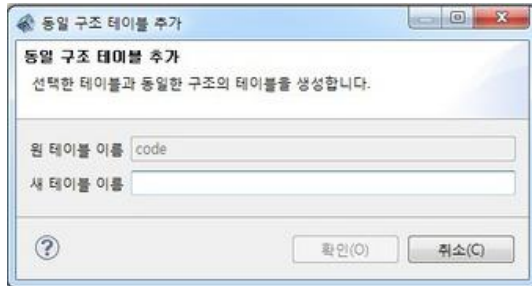 동일 구조 테이블 추가
동일 구조 테이블 추가
선택한 테이블과 동일한 구조의 테이블을 생성합니다.
원 테이블 이름 code
새 테이블 이름
확인(O) 취소(C)